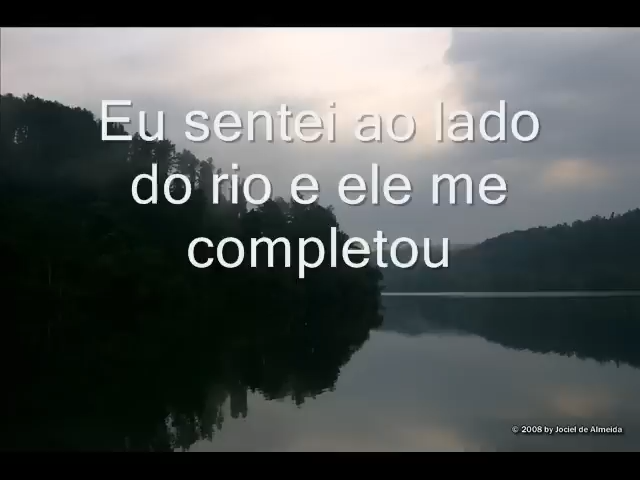 Eu sentei ao lado
do rio e ele me
completou
© 2008 by Jociel de Almeida